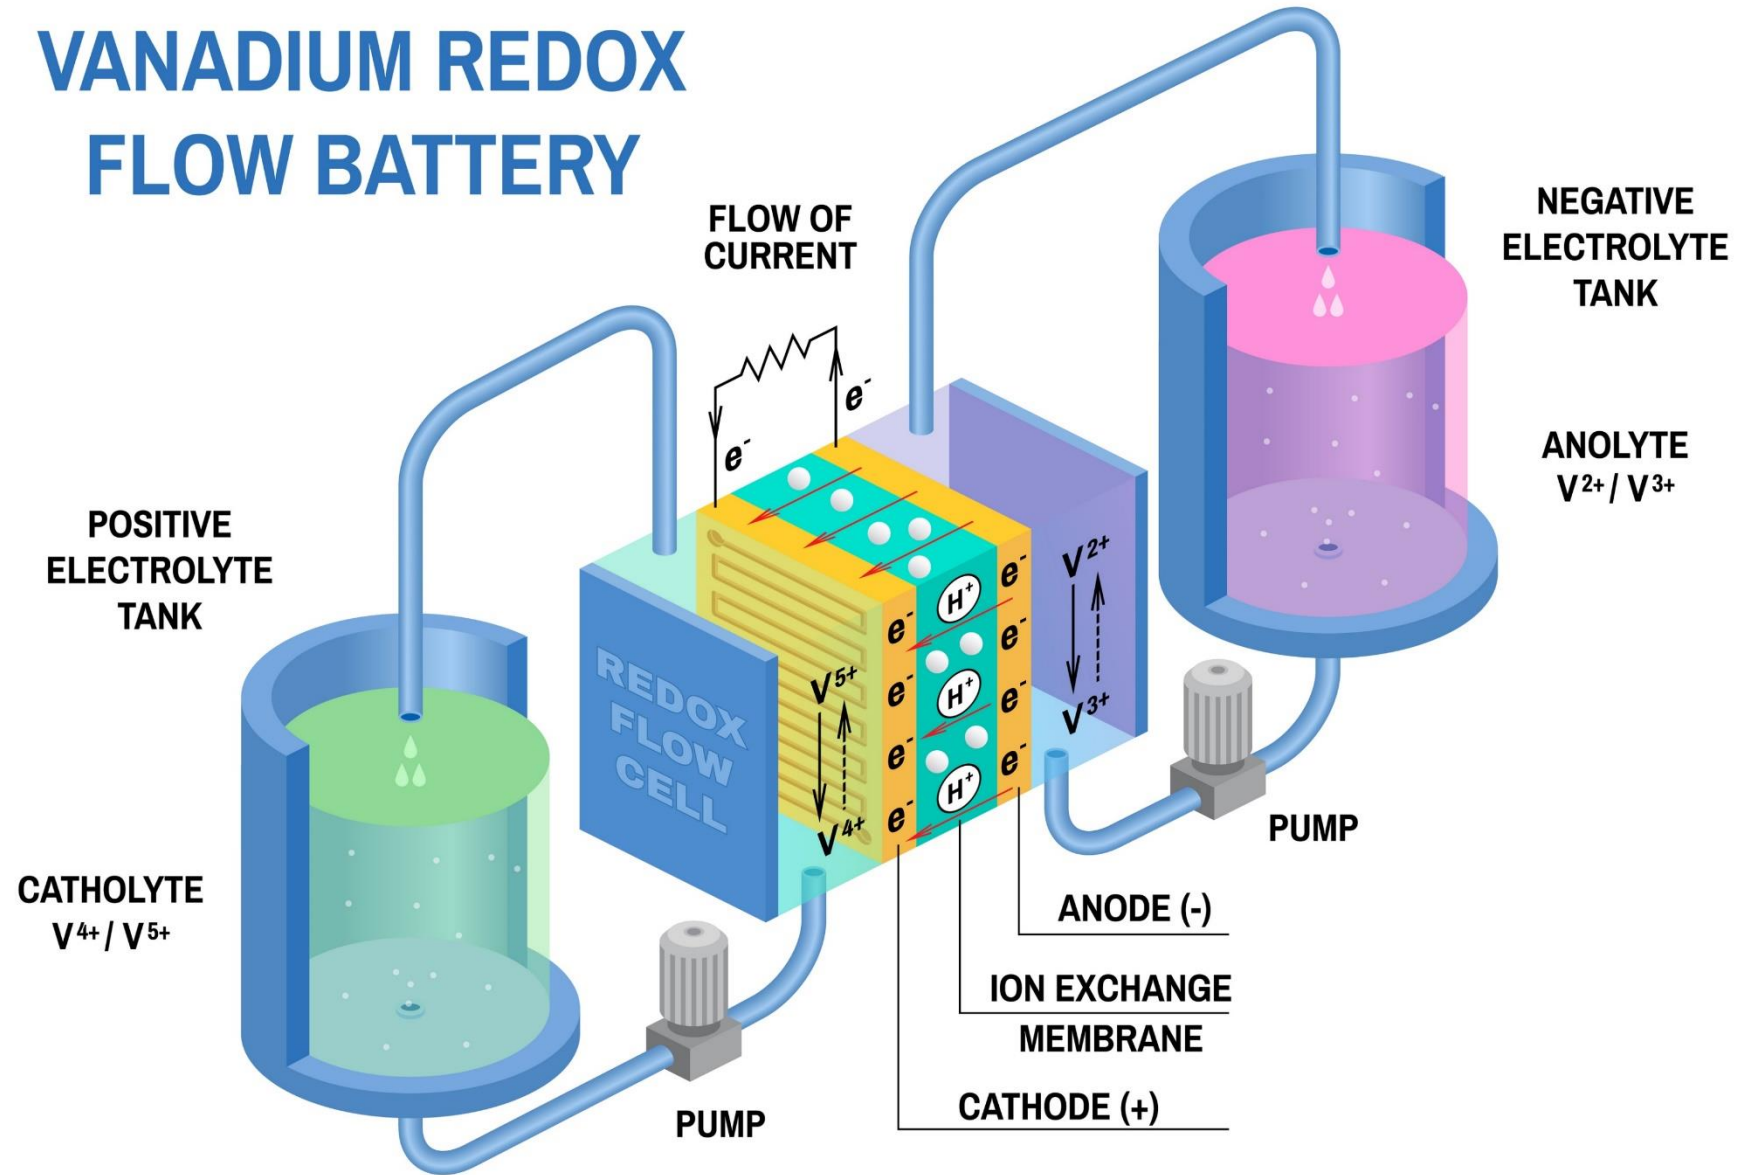 VANADIUM REDOX
FLOW BATTERY
FLOW OF
CURRENT
e-
e-
NEGATIVE
ELECTROLYTE
TANK
ANOLYTE
V2+ / V3+
POSITIVE
ELECTROLYTE
TANK
CATHOLYTE
V4+ / V5+
REDOX
FLOW
CELL
V5+
V4+
e-
e-
e-
e-
H+
H+
H+
e-
e-
e-
e-
V2+
V3+
PUMP
PUMP
ANODE (-)
ION EXCHANGE
MEMBRANE
CATHODE (+)